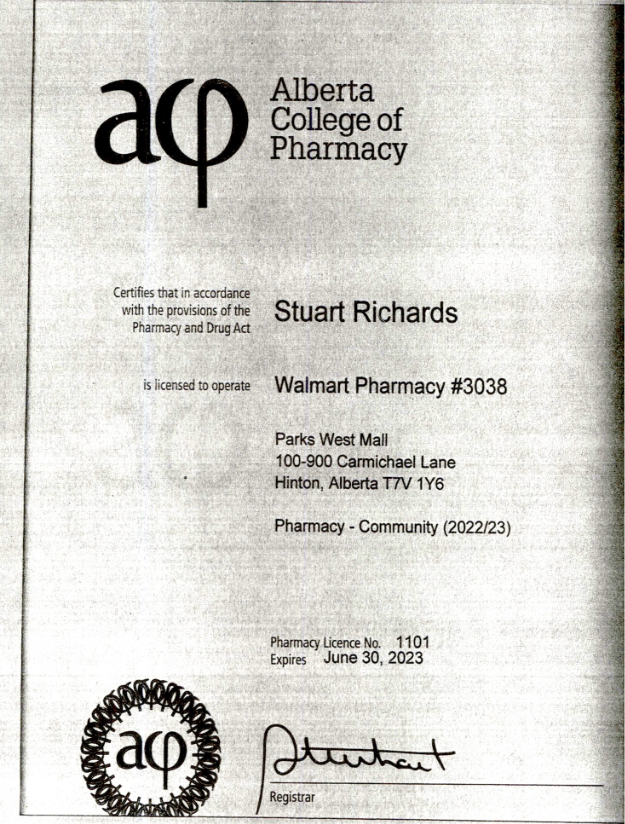 acp
Alberta
College of
Pharmacy
Certifies that in accordance
with the provisions of the
Pharmacy and Drug Act
Stuart Richards
is licensed to operate
Walmart Pharmacy #3038
Parks West Mall
100-900 Carmichael Lane
Hinton, Alberta T7V 1Y6
Pharmacy - Community (2022/23)
Pharmacy Licence No. 1101
Expires June 30, 2023
acp
Registrar